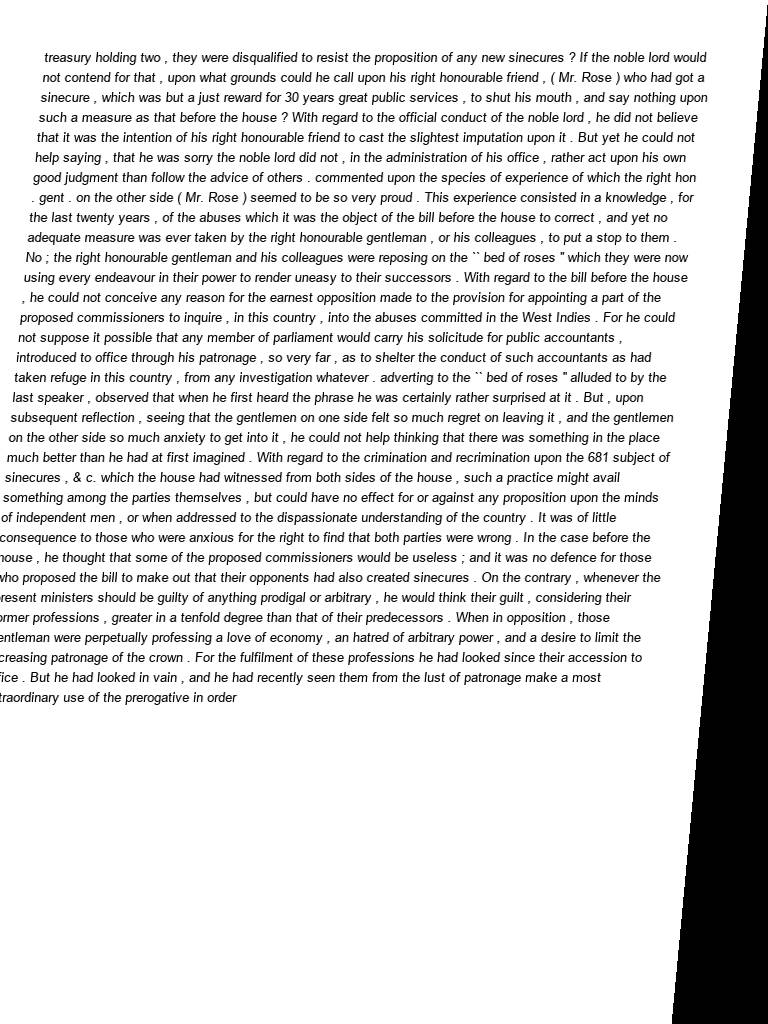 treasury holding two , they were disqualified to resist the proposition of any new sinecures ? If the noble lord would
not contend for that , upon what grounds could he call upon his right honourable friend , ( Mr. Rose ) who had got a
sinecure , which was but a just reward for 30 years great public services , to shut his mouth , and say nothing upon
such a measure as that before the house ? With regard to the official conduct of the noble lord , he did not believe
that it was the intention of his right honourable friend to cast the slightest imputation upon it . But yet he could not
help saying , that he was sorry the noble lord did not , in the administration of his office , rather act upon his own
good judgment than follow the advice of others . commented upon the species of experience of which the right hon
. gent . on the other side ( Mr. Rose ) seemed to be so very proud . This experience consisted in a knowledge , for
the last twenty years , of the abuses which it was the object of the bill before the house to correct , and yet no
adequate measure was ever taken by the right honourable gentleman , or his colleagues , to put a stop to them .
No ; the right honourable gentleman and his colleagues were reposing on the `` bed of roses " which they were now
using every endeavour in their power to render uneasy to their successors . With regard to the bill before the house
, he could not conceive any reason for the earnest opposition made to the provision for appointing a part of the
proposed commissioners to inquire , in this country , into the abuses committed in the West Indies . For he could
not suppose it possible that any member of parliament would carry his solicitude for public accountants ,
introduced to office through his patronage , so very far , as to shelter the conduct of such accountants as had
taken refuge in this country , from any investigation whatever . adverting to the `` bed of roses " alluded to by the
last speaker , observed that when he first heard the phrase he was certainly rather surprised at it . But , upon
subsequent reflection , seeing that the gentlemen on one side felt so much regret on leaving it , and the gentlemen
on the other side so much anxiety to get into it , he could not help thinking that there was something in the place
much better than he had at first imagined . With regard to the crimination and recrimination upon the 681 subject of
sinecures , & c. which the house had witnessed from both sides of the house , such a practice might avail
something among the parties themselves , but could have no effect for or against any proposition upon the minds
of independent men , or when addressed to the dispassionate understanding of the country . It was of little
consequence to those who were anxious for the right to find that both parties were wrong . In the case before the
house , he thought that some of the proposed commissioners would be useless ; and it was no defence for those
who proposed the bill to make out that their opponents had also created sinecures . On the contrary , whenever the
present ministers should be guilty of anything prodigal or arbitrary , he would think their guilt , considering their
ormer professions , greater in a tenfold degree than that of their predecessors . When in opposition , those
entleman were perpetually professing a love of economy , an hatred of arbitrary power , and a desire to limit the
creasing patronage of the crown . For the fulfilment of these professions he had looked since their accession to
fice . But he had looked in vain , and he had recently seen them from the lust of patronage make a most
traordinary use of the prerogative in order